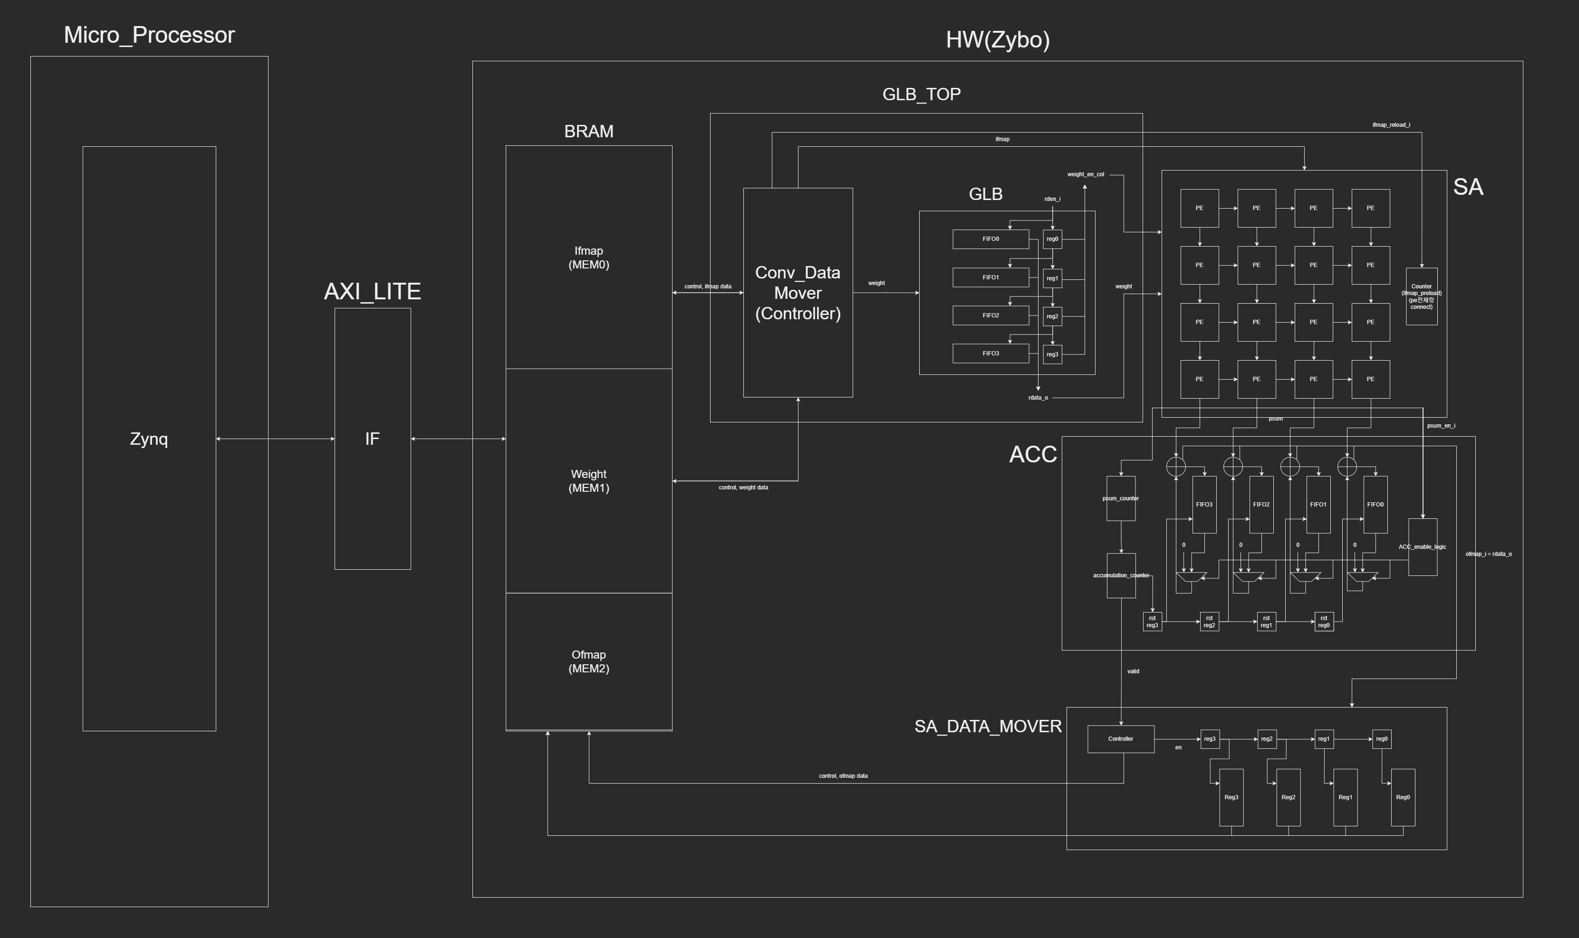 Micro_Processor
HW(Zybo)
GLB_TOP
BRAM
ifmap_reload_i
ifmap
weight_en_col
SA
GLB
rden_i
PE
PE
PE
PE
FIFO0
reg0
Ifmap
(MEM0)
PE
PE
PE
PE
Conv_Data
Mover
(Controller)
FIFO1
reg1
AXI_LITE
control, ifmap data
weight
weight
Counter
(ifmap_preload)
(pe전체랑
connect)
FIFO2
reg2
PE
PE
PE
PE
FIFO3
reg3
PE
PE
PE
PE
rdata_o
psum
psum_en_i
Zynq
IF
ACC
Weight
(MEM1)
control, weight data
psum_counter
FIFO3
FIFO2
FIFO1
FIFO0
0
0
0
0
ACC_enable_logic
ofmap_i = rdata_o
accumulation_counter
rst
reg3
rst
reg2
rst
reg1
rst
reg0
Ofmap
(MEM2)
valid
SA_DATA_MOVER
Controller
en
reg3
reg2
reg1
reg0
control, ofmap data
Reg3
Reg2
Reg1
Reg0